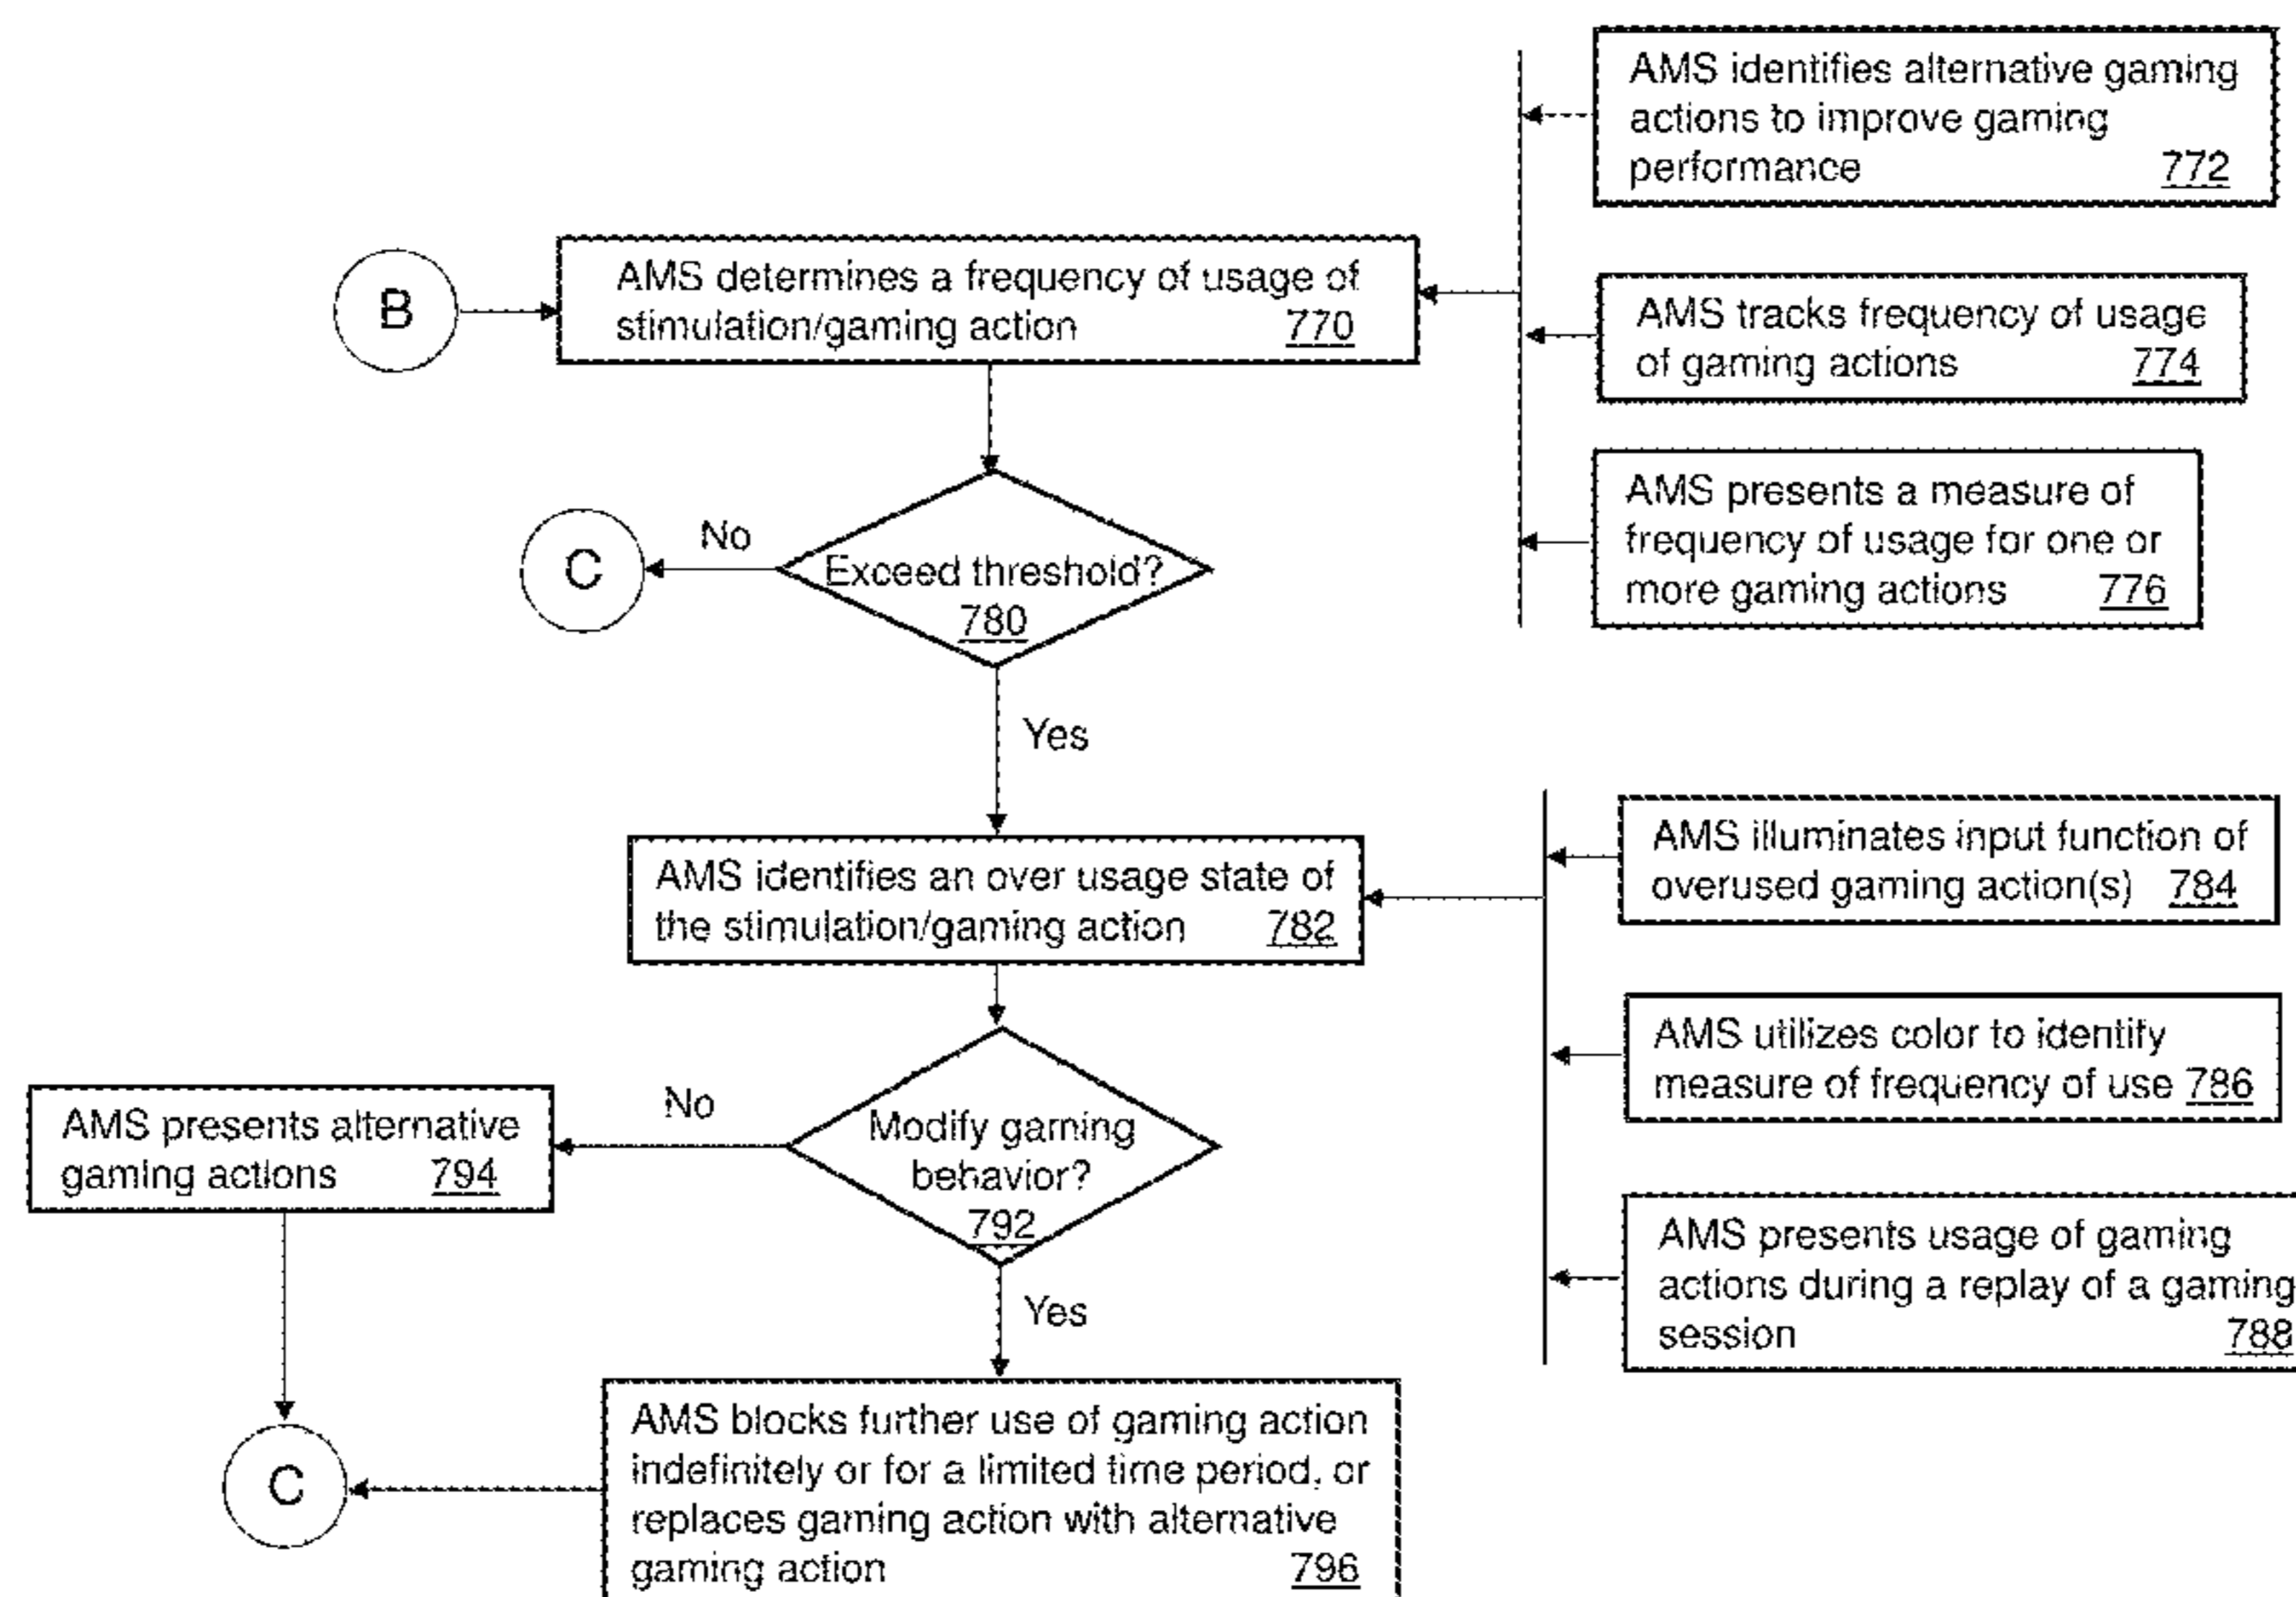 AMS identifies alternative gaming
actions to improve gaming
performance 772
B
AMS determines a frequency of usage of
stimulation/gaming action 770
AMS tracks frequency of usage
of gaming actions 774
AMS presents a measure of
frequency of usage for one or
more gaming actions 776
C
No
Exceed threshold?
780
Yes
AMS identifies an over usage state of
the stimulation/gaming action 782
AMS illuminates input function of
overused gaming action(s) 784
AMS utilizes color to identify
measure of frequency of use 786
AMS presents usage of gaming
actions during a replay of a gaming
session 788
AMS presents alternative
gaming actions 794
No
Modify gaming
behavior?
792
Yes
C
AMS blocks further use of gaming action
indefinitely or for a limited time period, or
replaces gaming action with alternative
gaming action 796